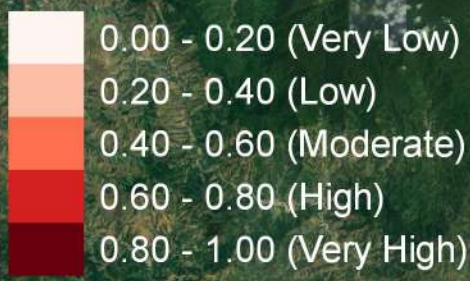 0.00 - 0.20 (Very Low)
0.20 - 0.40 (Low)
0.40 - 0.60 (Moderate)
0.60 - 0.80 (High)
0.80 - 1.00 (Very High)